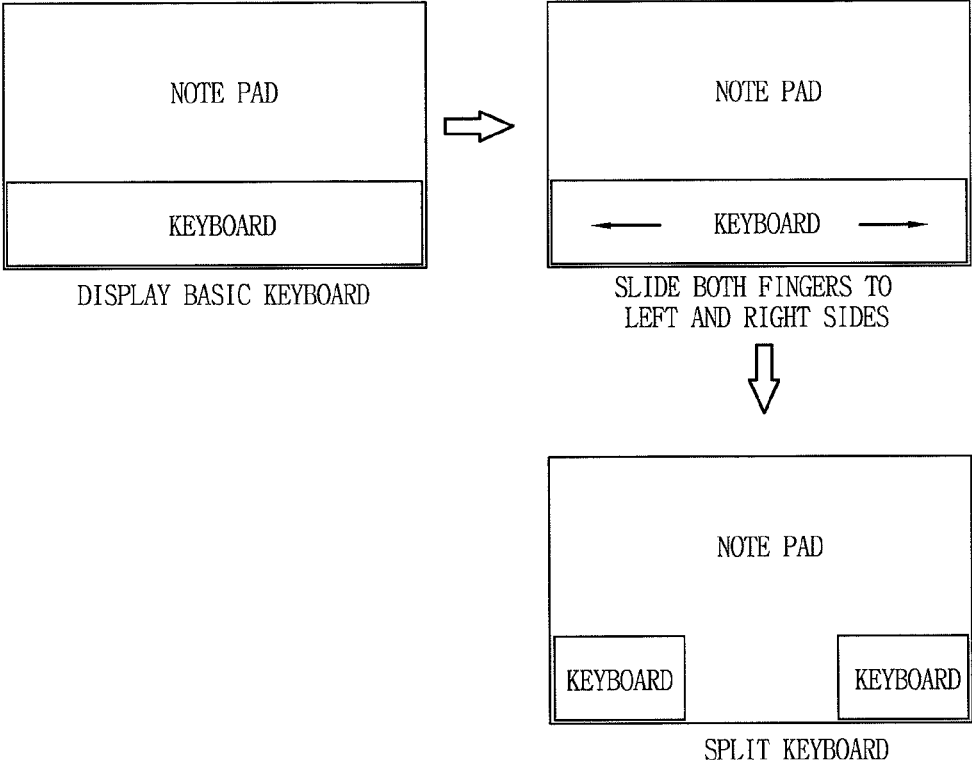 NOTE PAD
KEYBOARD
DISPLAY BASIC KEYBOARD
NOTE PAD
KEYBOARD
SLIDE BOTH FINGERS TO
LEFT AND RIGHT SIDES
NOTE PAD
KEYBOARD
KEYBOARD
SPLIT KEYBOARD